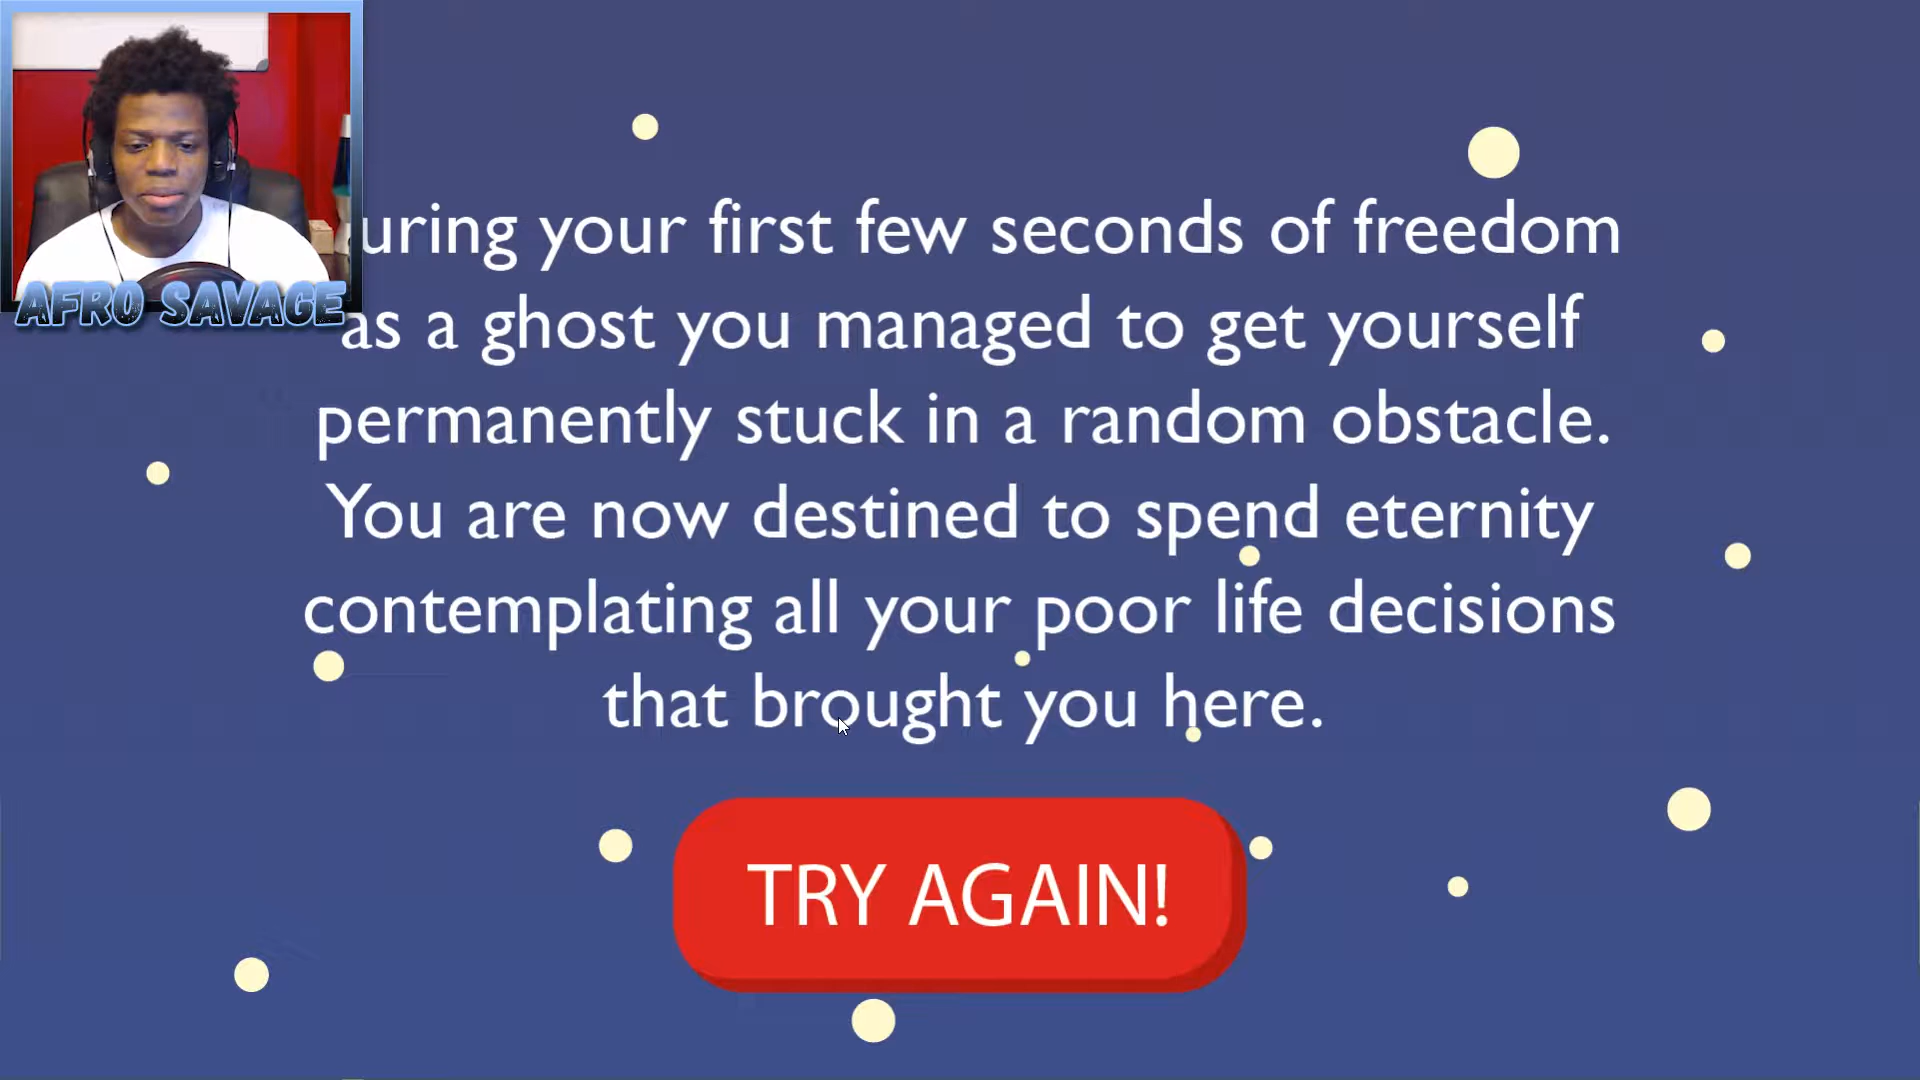 AFRO SAVAGE
uring your first few seconds of freedom
as a ghost you managed to get yourself
permanently stuck in a random obstacle.
You are now destined to spend eternity
contemplating all your poor life decisions
that brought you here.
TRY AGAIN!